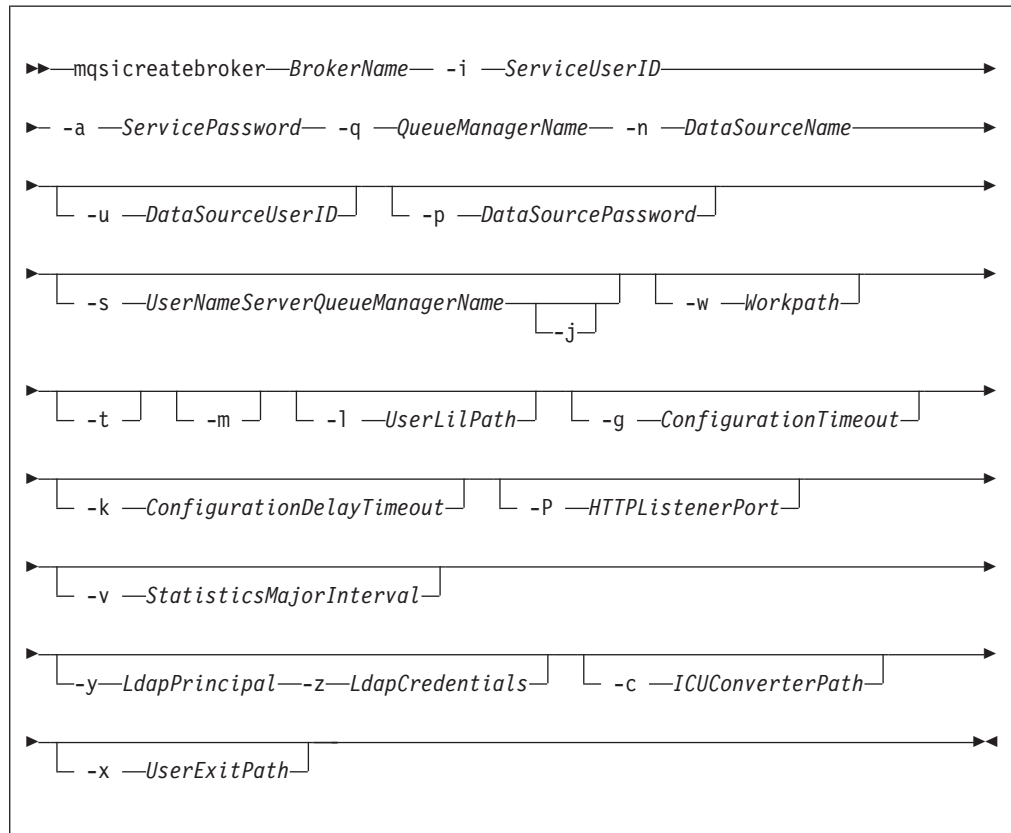 mqsicreatebroker BrokerName -i ServiceUserID
-a ServicePassword -q QueueManagerName -n DataSourceName
-u DataSourceUserID -p DataSourcePassword
-s UserNameServerQueueManagerName -j -w Workpath
-t -m -l UserLilPath -g ConfigurationTimeout
-k ConfigurationDelayTimeout -P HTTPListenerPort
-v StatisticsMajorInterval
-y LdapPrincipal -z LdapCredentials -c ICUConverterPath
-x UserExitPath